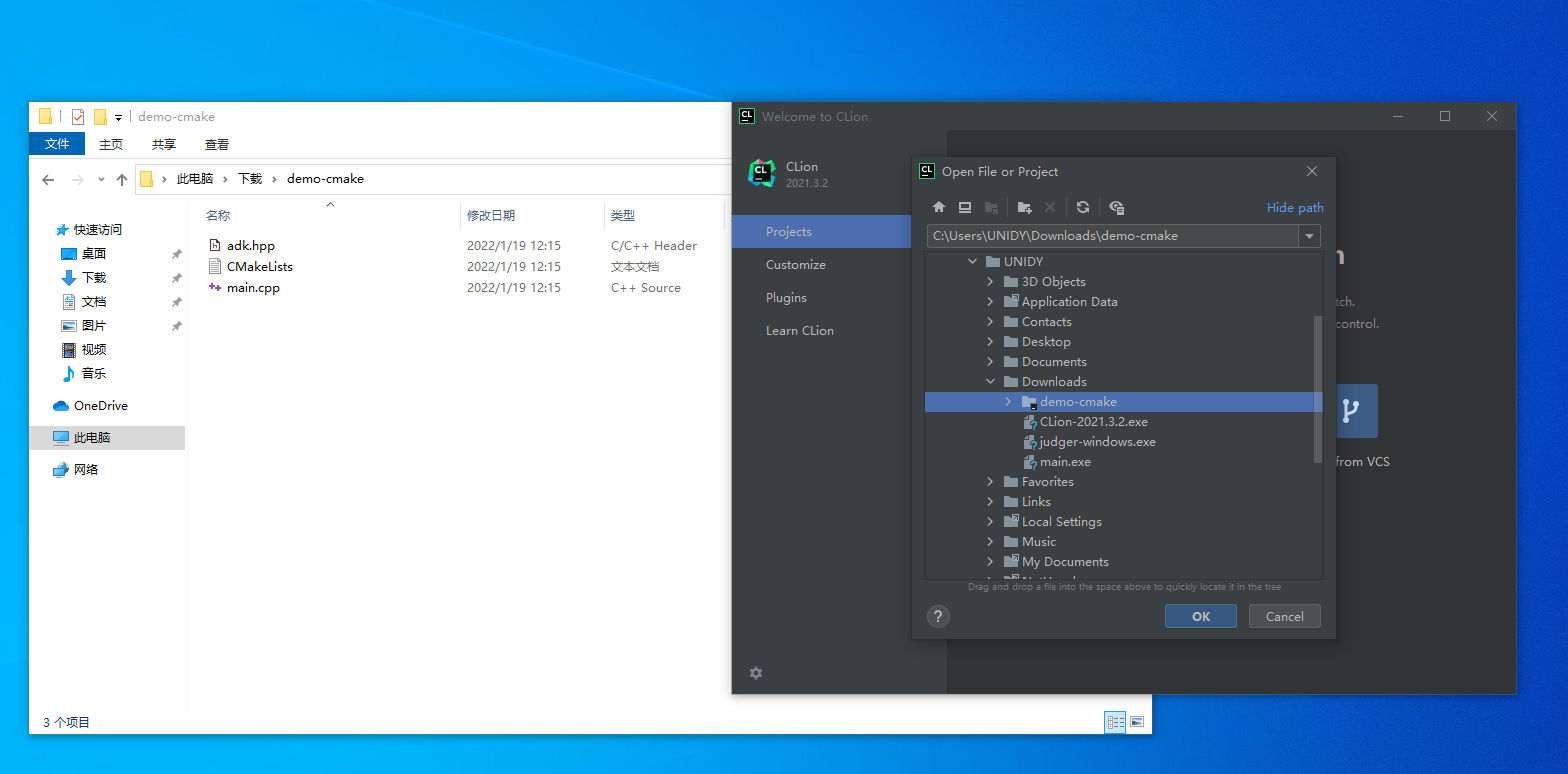 demo-cmake
文件 主页 共享 查看
此电脑 下载 demo-cmake
名称 修改日期 类型
adk.hpp 2022/1/19 12:15 C/C++ Header
CMakeLists 2022/1/19 12:15 文本文档
main.cpp 2022/1/19 12:15 C++ Source
快速访问
桌面
下载
文档
图片
视频
音乐
OneDrive
此电脑
网络
3 个项目
CL Welcome to CLion
CL CLion
2021.3.2
Projects
Customize
Plugins
Learn CLion
n
tch.
control.
from VCS
CL Open File or Project
Hide path
C:\Users\UNIDY\Downloads\demo-cmake
UNIDY
3D Objects
Application Data
Contacts
Desktop
Documents
Downloads
demo-cmake
CLion-2021.3.2.exe
judger-windows.exe
main.exe
Favorites
Links
Local Settings
Music
My Documents
Drag and drop a file into the space above to quickly locate it in the tree
? OK Cancel